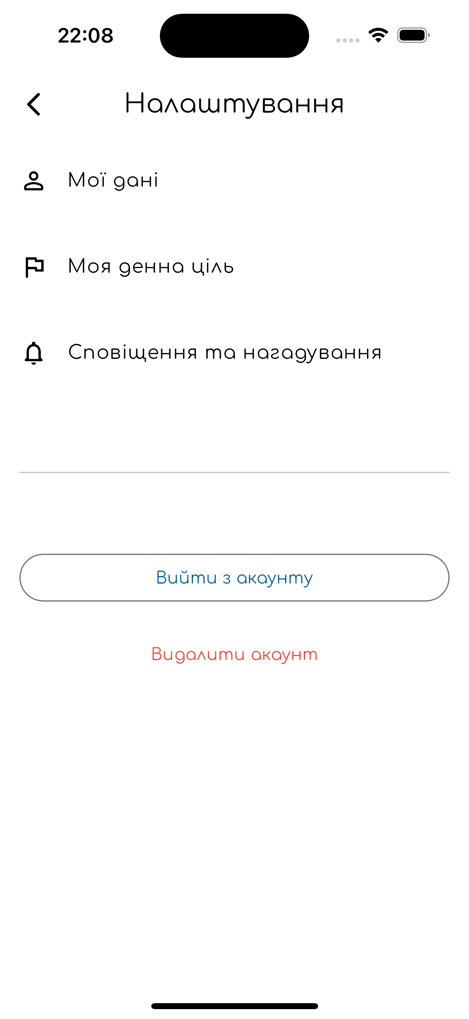 22:08
Налаштування
Мої дані
Моя денна ціль
Сповіщення та нагадування
Вийти з акаунту
Видалити акаунт